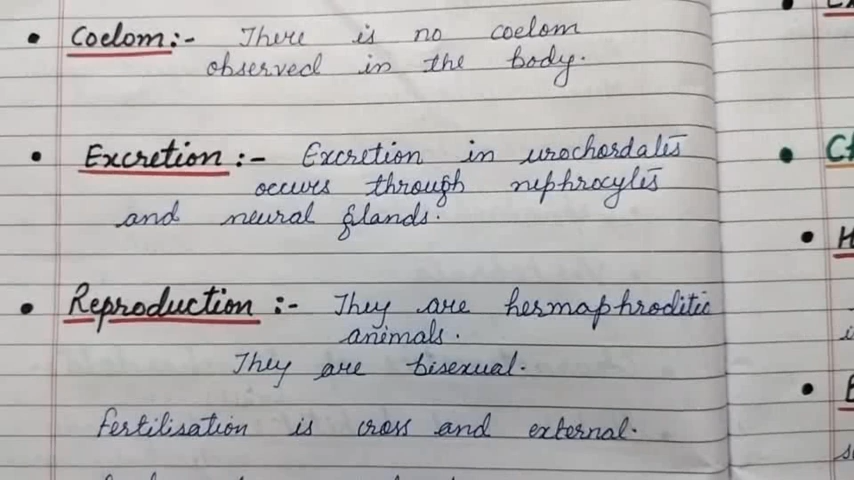 • Coelom:- There is no coelom
observed in the body.
• Excretion :- Excretion in urochordates
occurs through nephrocytes
and neural glands.
• Reproduction :- They are hermaphroditic
animals.
They are bisexual.
fertilisation is cross and external.